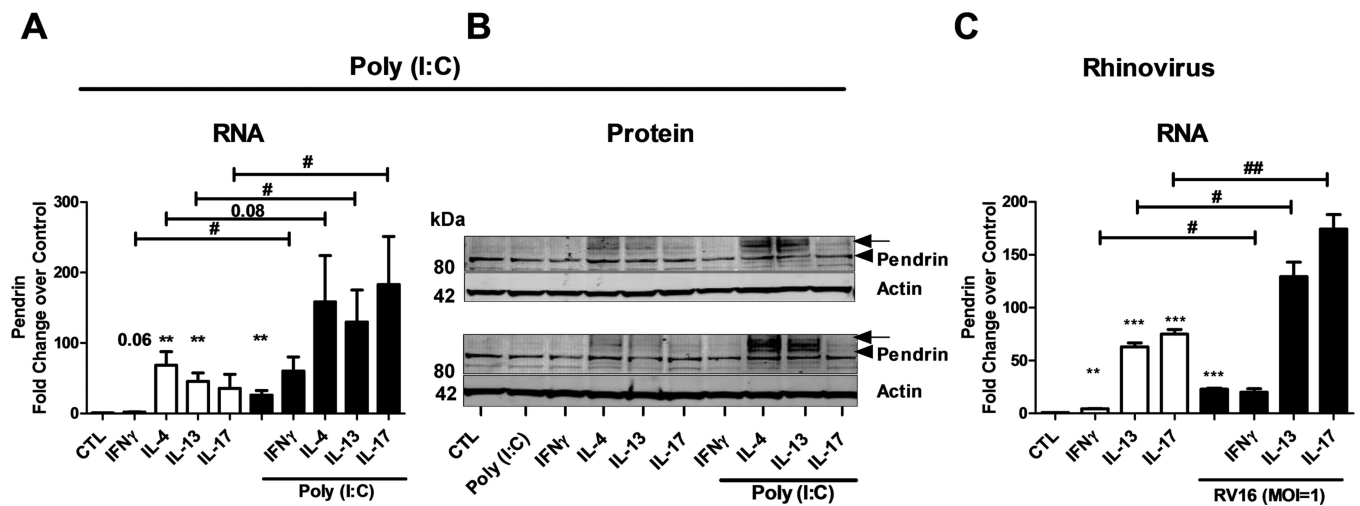 A
B
C
Poly (I:C)
Rhinovirus
RNA
Protein
RNA
#
#
0.08
#
Pendrin
Fold Change over Control
300
200
100
0
0.06
**
**
**
CTL
IFNγ
IL-4
IL-13
IL-17
IFNγ
IL-4
IL-13
IL-17
Poly (I:C)
kDa
80
Pendrin
42
Actin
80
Pendrin
42
Actin
CTL
Poly (I:C)
IFNγ
IL-4
IL-13
IL-17
IFNγ
IL-4
IL-13
IL-17
Poly (I:C)
##
#
#
Pendrin
Fold Change over Control
200
150
100
50
0
**
***
***
***
CTL
IFNγ
IL-13
IL-17
IFNγ
IL-13
IL-17
RV16 (MOI=1)